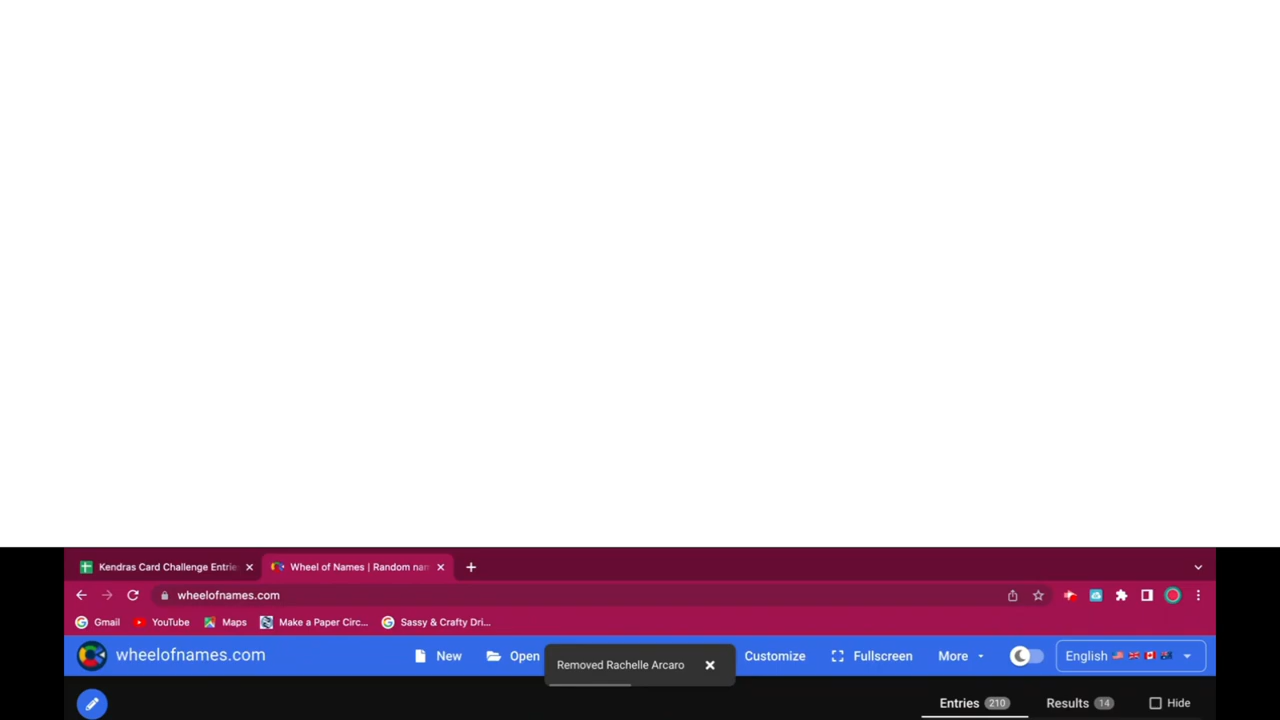 Kendras Card Challenge Entrie
Wheel of Names | Random nam
wheelofnames.com
Gmail YouTube Maps Make a Paper Circ... Sassy & Crafty Dri...
wheelofnames.com New Open Removed Rachelle Arcaro Customize Fullscreen More English
Entries 210 Results 14 Hide